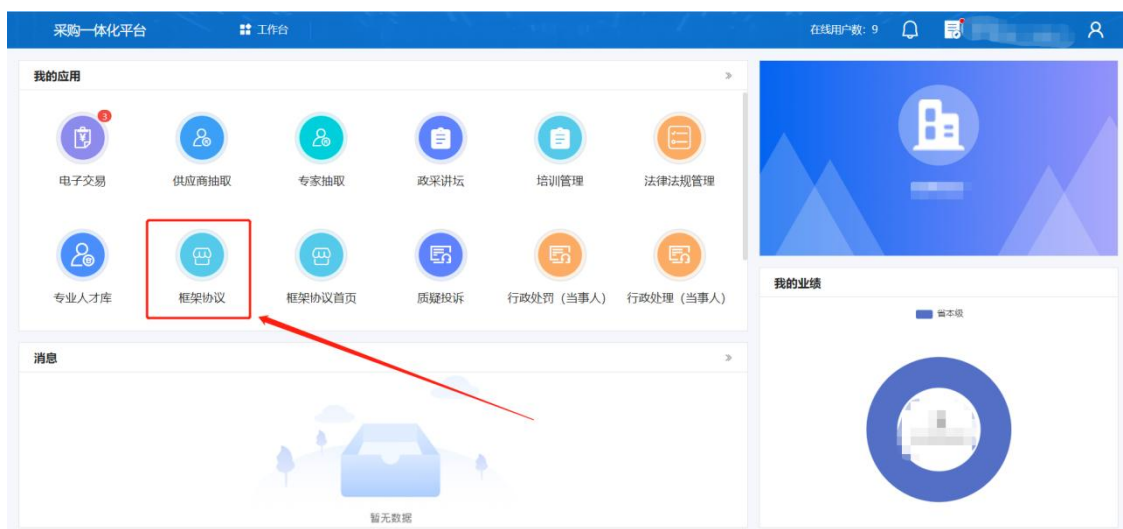 采购一体化平台 工作台 在线用户数：9
我的应用
3
电子交易 供应商抽取 专家抽取 政采讲坛 培训管理 法律法规管理
专业人才库 框架协议 框架协议首页 质疑投诉 行政处罚（当事人） 行政处理（当事人）
消息
暂无数据
我的业绩
省本级